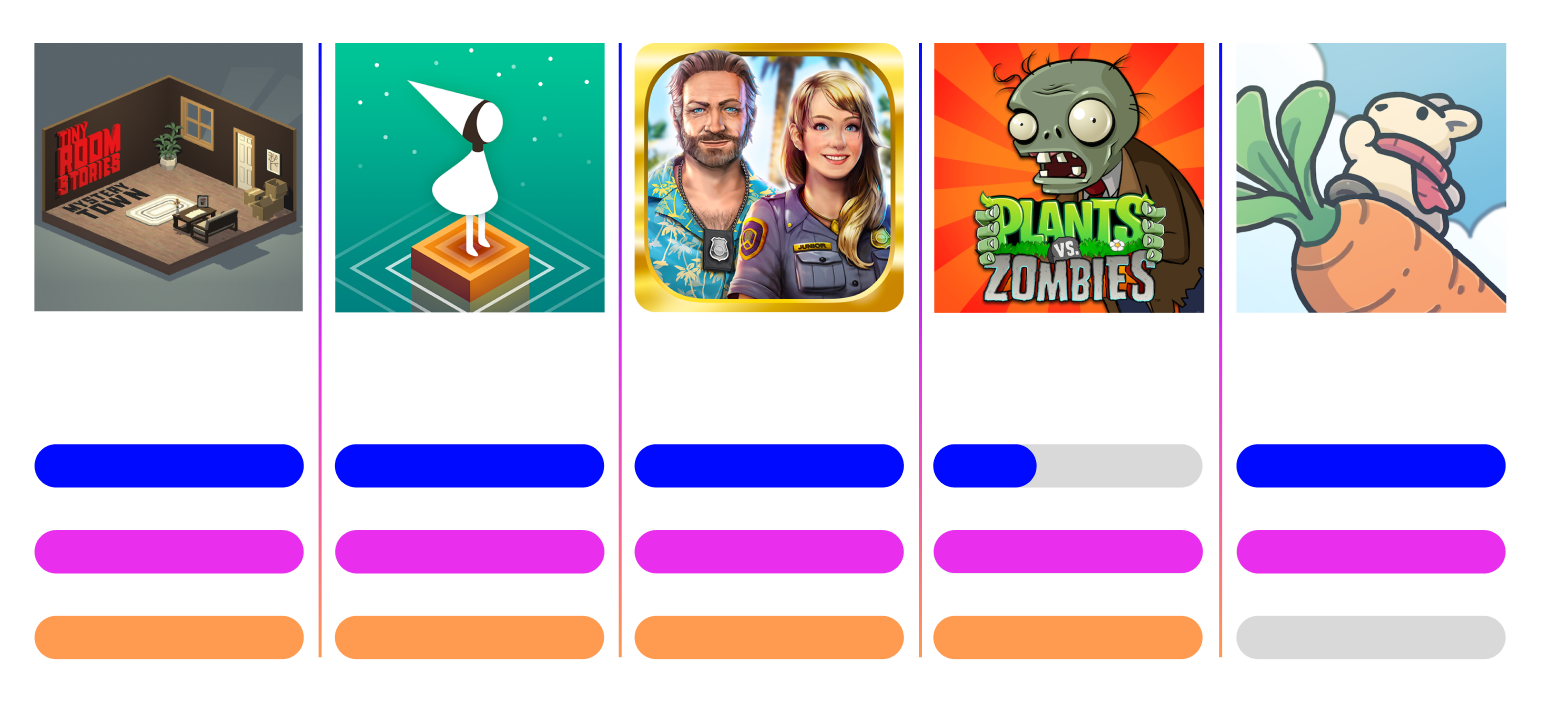 TINY
ROOM
STORIES
MYSTERY
TOWN
JUNIOR
PLANTS
VS.
ZOMBIES